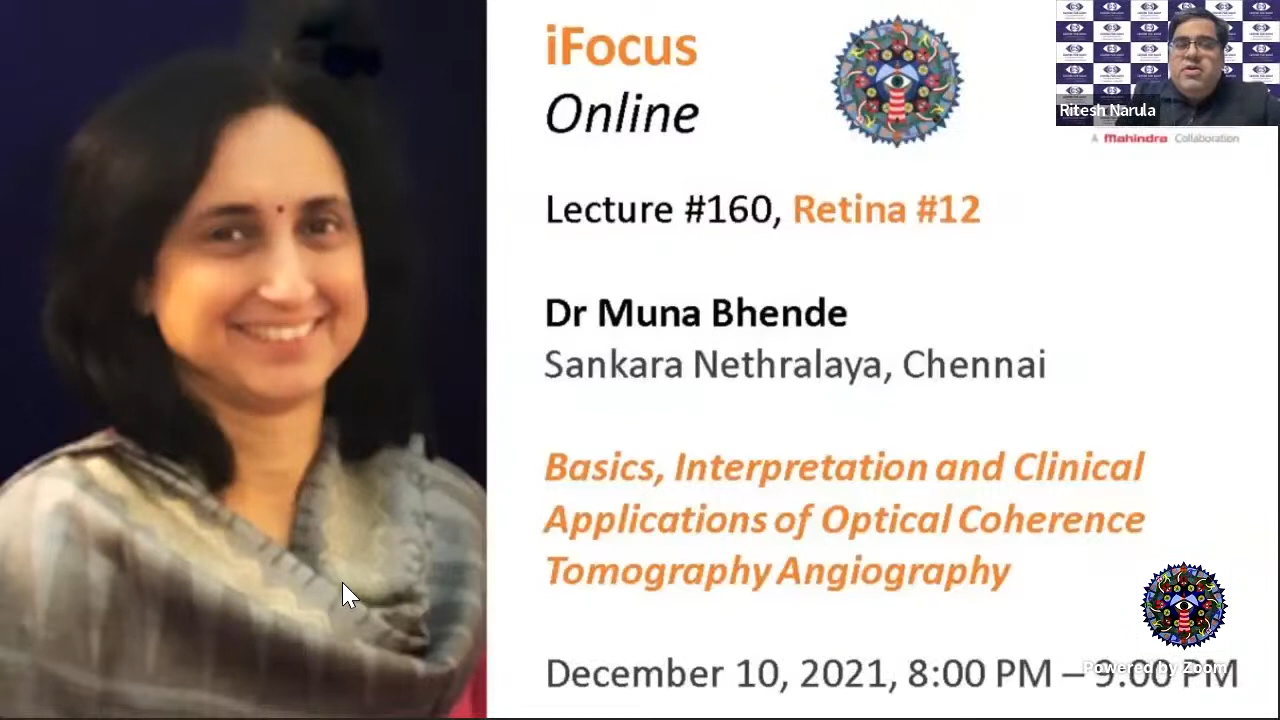 iFocus
Online
Ritesh Narula
A Mahindra Collaboration
Lecture #160, Retina #12
Dr Muna Bhende
Sankara Nethralaya, Chennai
Basics, Interpretation and Clinical
Applications of Optical Coherence
Tomography Angiography
Powered by Zoom
December 10, 2021, 8:00 PM – 9:00 PM